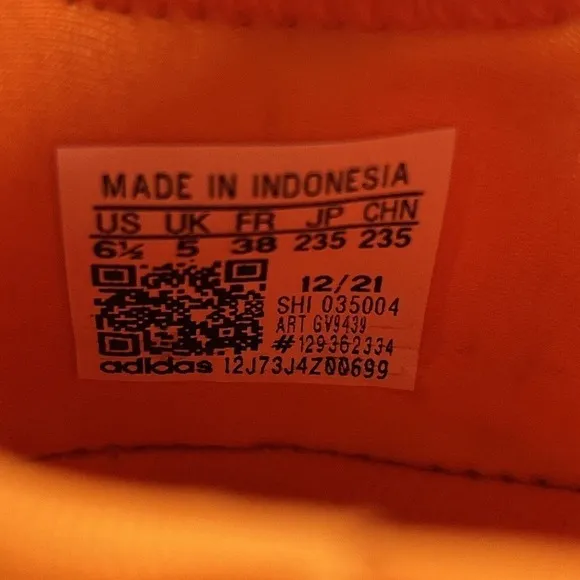 MADE IN INDONESIA
US UK FR JP CHN
6½ 5 38 235 235
12/21
SHI 035004
ART GV9439
#129362334
adidas 12J73J4Z00699